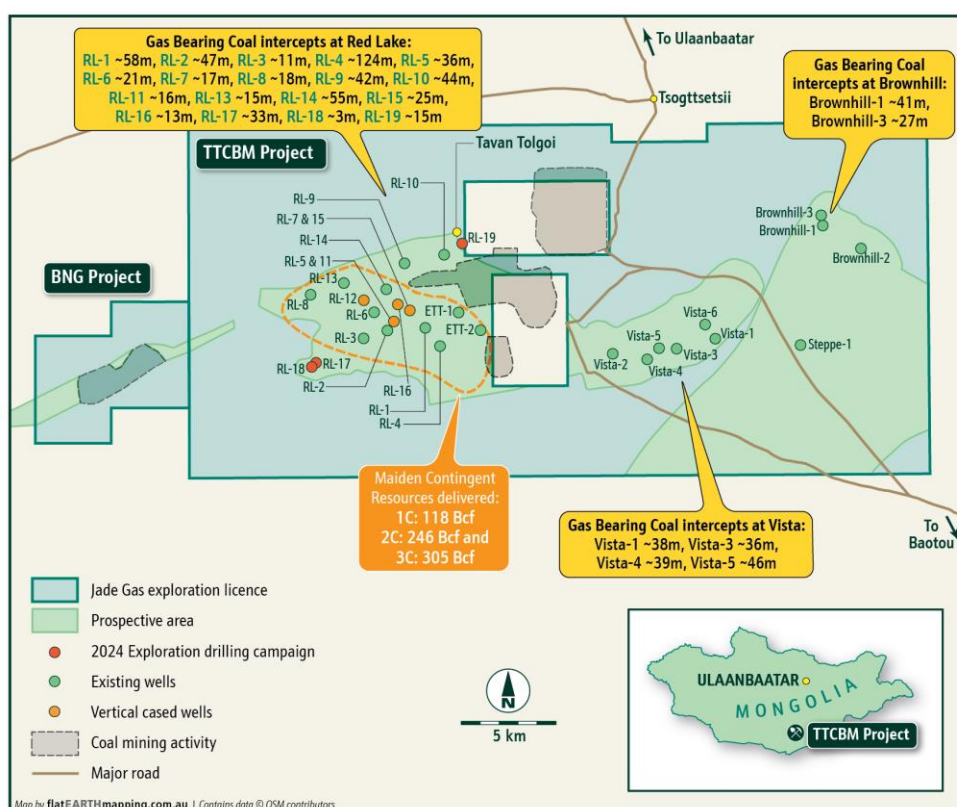 Gas Bearing Coal intercepts at Red Lake:
RL-1 ~58m, RL-2 ~47m, RL-3 ~11m, RL-4 ~124m, RL-5 ~36m,
RL-6 ~21m, RL-7 ~17m, RL-8 ~18m, RL-9 ~42m, RL-10 ~44m,
RL-11 ~16m, RL-13 ~15m, RL-14 ~55m, RL-15 ~25m,
RL-16 ~13m, RL-17 ~33m, RL-18 ~3m, RL-19 ~15m
To Ulaanbaatar
Tsogttsetsii
Gas Bearing Coal
intercepts at Brownhill:
Brownhill-1 ~41m,
Brownhill-3 ~27m
TTCBM Project
Tavan Tolgoi
RL-10
RL-9
RL-7 & 15
RL-14
RL-5 & 11
RL-19
RL-13
RL-8
RL-12
RL-6
RL-3
ETT-1
ETT-2
RL-17
RL-18
RL-2
RL-16
RL-1
RL-4
BNG Project
Brownhill-3
Brownhill-1
Brownhill-2
Vista-6
Vista-5
Vista-1
Vista-2
Vista-3
Vista-4
Steppe-1
Maiden Contingent
Resources delivered:
1C: 118 Bcf
2C: 246 Bcf and
3C: 305 Bcf
Gas Bearing Coal intercepts at Vista:
Vista-1 ~38m, Vista-3 ~36m,
Vista-4 ~39m, Vista-5 ~46m
To
Baotou
Jade Gas exploration licence
Prospective area
2024 Exploration drilling campaign
Existing wells
Vertical cased wells
Coal mining activity
Major road
N
5 km
ULAANBAATAR
MONGOLIA
TTCBM Project
Map by flatEARTHmapping.com.au | Contains data © OSM contributors